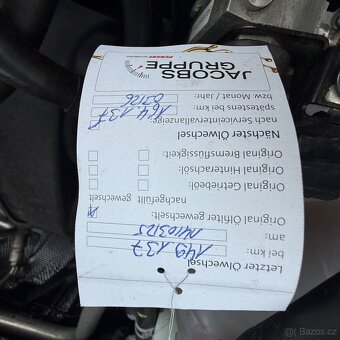 Letzter Ölwechsel
bei km: 149 137
am: 14/03/25
Original Ölfilter gewechselt:
nachgefüllt gewechselt
Original Getriebeöl:
Original Hinterachsöl:
Original Bremsflüssigkeit:
Nächster Ölwechsel
nach Serviceintervallanzeige:
spätestens bei km: 164 137
bzw. Monat / Jahr: 03/26
JACOBS
GRUPPE
© Bazos.cz